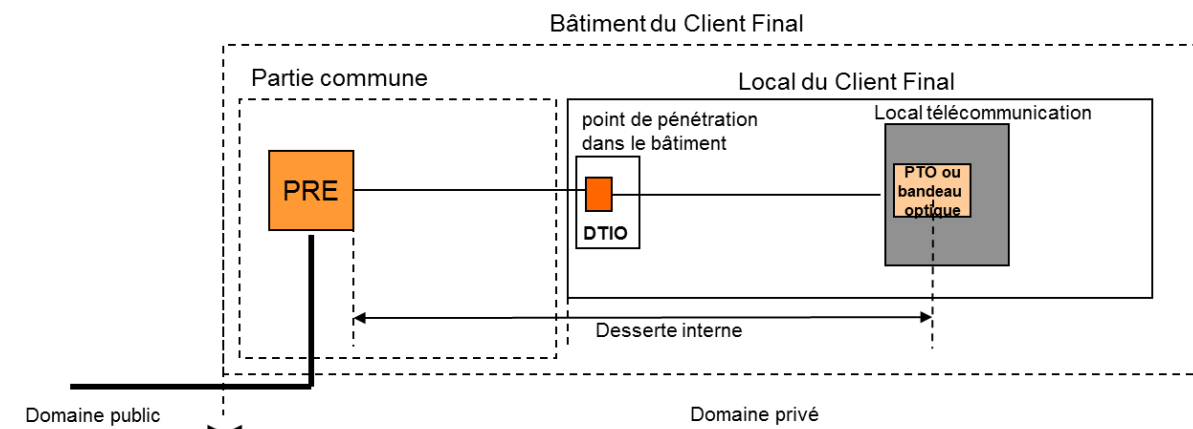 Bâtiment du Client Final
Partie commune
Local du Client Final
point de pénétration
dans le bâtiment
Local télécommunication
PRE
DTIO
PTO ou
bandeau
optique
Desserte interne
Domaine public
Domaine privé